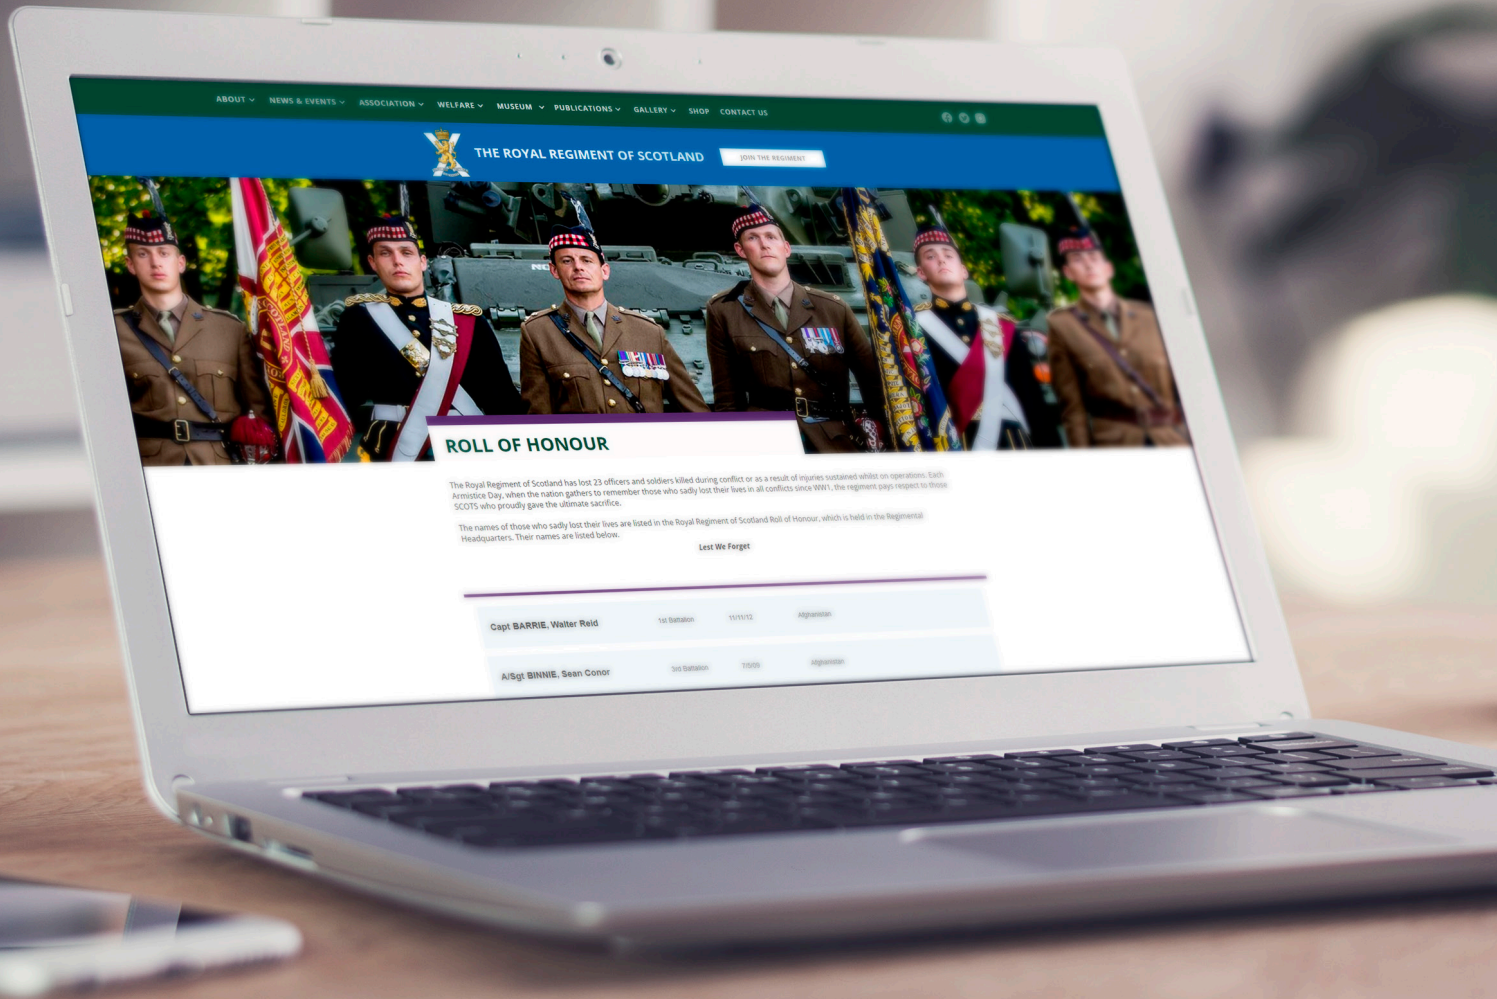 ABOUT NEWS & EVENTS ASSOCIATION WELFARE MUSEUM PUBLICATIONS GALLERY SHOP CONTACT US
THE ROYAL REGIMENT OF SCOTLAND JOIN THE REGIMENT
ROLL OF HONOUR
The Royal Regiment of Scotland has lost 23 officers and soldiers killed during conflict or as a result of injuries sustained whilst on operations. Each
Armistice Day, when the nation gathers to remember those who sadly lost their lives in all conflicts since WW1, the regiment pays respect to those
SCOTS who proudly gave the ultimate sacrifice.
The names of those who sadly lost their lives are listed in the Royal Regiment of Scotland Roll of Honour, which is held in the Regimental
Headquarters. Their names are listed below.
Lest We Forget
Capt BARRIE, Walter Reid 1st Battalion 11/11/12 Afghanistan
A/Sgt BINNIE, Sean Conor 3rd Battalion 7/5/09 Afghanistan